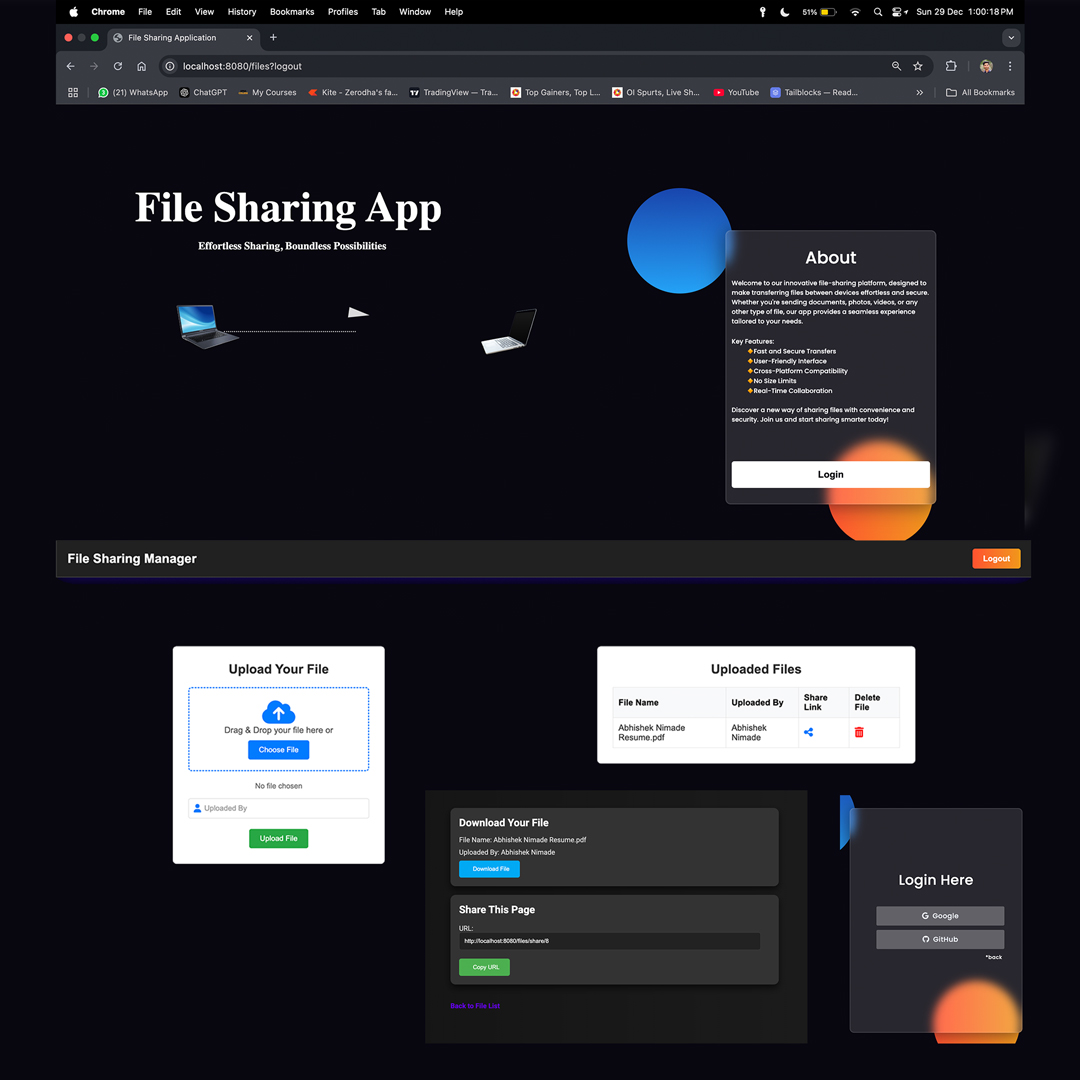 Chrome File Edit View History Bookmarks Profiles Tab Window Help 51% Sun 29 Dec 1:00:18 PM
File Sharing Application
localhost:8080/files?logout
3 (21) WhatsApp ChatGPT My Courses Kite - Zerodha's fa... TradingView — Tra... Top Gainers, Top L... OI Spurts, Live Sh... YouTube Tailblocks — Read... » All Bookmarks
File Sharing App
Effortless Sharing, Boundless Possibilities
About
Welcome to our innovative file-sharing platform, designed to
make transferring files between devices effortless and secure.
Whether you're sending documents, photos, videos, or any
other type of file, our app provides a seamless experience
tailored to your needs.
Key Features:
Fast and Secure Transfers
User-Friendly Interface
Cross-Platform Compatibility
No Size Limits
Real-Time Collaboration
Discover a new way of sharing files with convenience and
security. Join us and start sharing smarter today!
Login
File Sharing Manager
Logout
Upload Your File
Drag & Drop your file here or
Choose File
No file chosen
Uploaded By
Upload File
Uploaded Files
File Name Uploaded By Share Link Delete File
Abhishek Nimade Resume.pdf Abhishek Nimade
Download Your File
File Name: Abhishek Nimade Resume.pdf
Uploaded By: Abhishek Nimade
Download File
Share This Page
URL:
http://localhost:8080/files/share/8
Copy URL
Back to File List
Login Here
Google
GitHub
*back